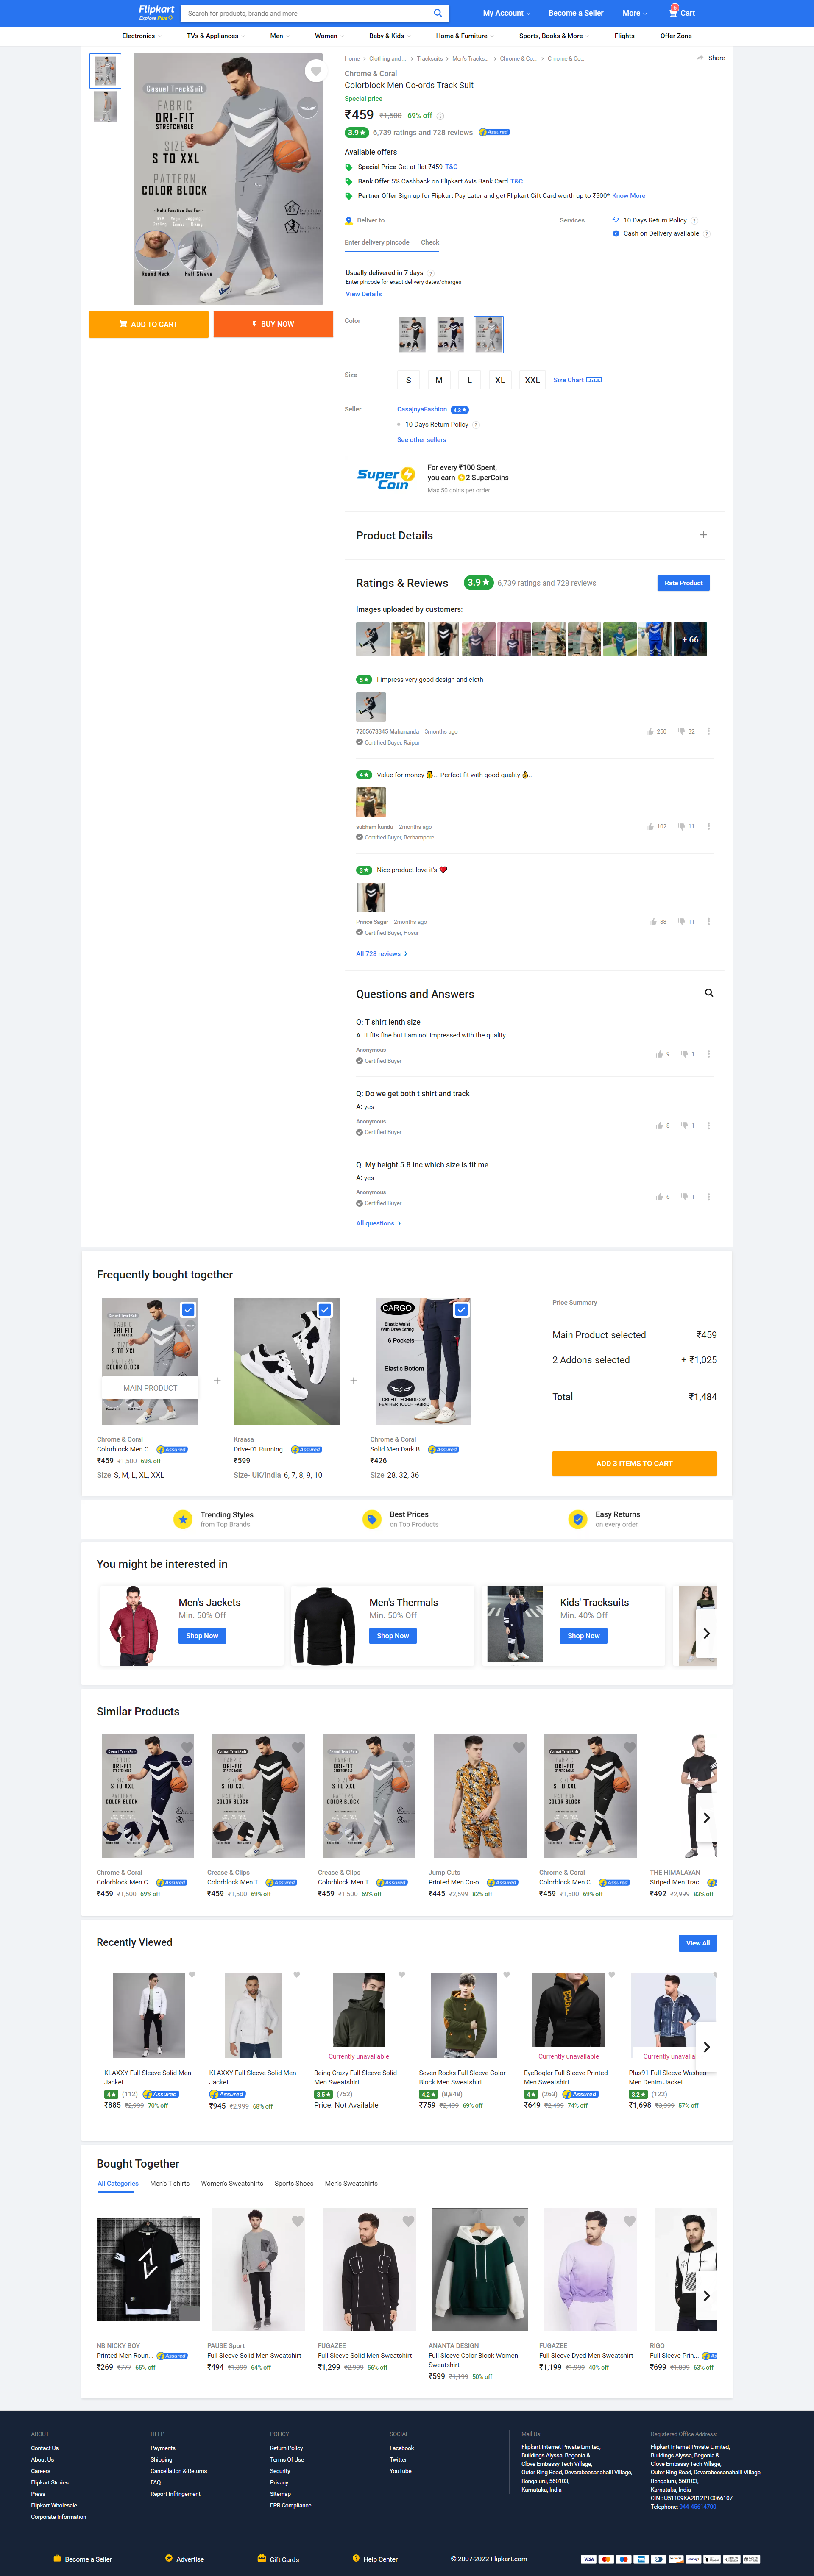 Flipkart
Explore Plus
Search for products, brands and more
My Account
Become a Seller
More
6
Cart
Electronics
TVs & Appliances
Men
Women
Baby & Kids
Home & Furniture
Sports, Books & More
Flights
Offer Zone
Home > Clothing and ... > Tracksuits > Men's Tracks... > Chrome & Co... > Chrome & Co...
Share
Casual TrackSuit
FABRIC
DRI-FIT
STRETCHABLE
SIZE
S TO XXL
PATTERN
COLOR BLOCK
Round Neck
Half Sleeve
ADD TO CART
BUY NOW
Chrome & Coral
Colorblock Men Co-ords Track Suit
Special price
₹459 ₹1,500 69% off
3.9 ★ 6,739 ratings and 728 reviews Assured
Available offers
Special Price Get at flat ₹459 T&C
Bank Offer 5% Cashback on Flipkart Axis Bank Card T&C
Partner Offer Sign up for Flipkart Pay Later and get Flipkart Gift Card worth up to ₹500* Know More
Deliver to
Enter delivery pincode Check
Services
10 Days Return Policy ?
Cash on Delivery available ?
Usually delivered in 7 days ?
Enter pincode for exact delivery dates/charges
View Details
Color
Size
S M L XL XXL Size Chart
Seller
CasajoyaFashion 4.3 ★
10 Days Return Policy ?
See other sellers
Super Coin
For every ₹100 Spent,
you earn 2 SuperCoins
Max 50 coins per order
Product Details +
Ratings & Reviews 3.9 ★ 6,739 ratings and 728 reviews
Rate Product
Images uploaded by customers:
+ 66
5 ★ I impress very good design and cloth
7205673345 Mahananda 3months ago
250 32
Certified Buyer, Raipur
4 ★ Value for money 🥇... Perfect fit with good quality 👌..
subham kundu 2months ago
102 11
Certified Buyer, Berhampore
3 ★ Nice product love it's ❤
Prince Sagar 2months ago
88 11
Certified Buyer, Hosur
All 728 reviews >
Questions and Answers
Q: T shirt lenth size
A: It fits fine but I am not impressed with the quality
Anonymous
Certified Buyer
9 1
Q: Do we get both t shirt and track
A: yes
Anonymous
Certified Buyer
8 1
Q: My height 5.8 Inc which size is fit me
A: yes
Anonymous
Certified Buyer
6 1
All questions >
Frequently bought together
MAIN PRODUCT
Chrome & Coral
Colorblock Men C... Assured
₹459 ₹1,500 69% off
Size S, M, L, XL, XXL
+
Kraasa
Drive-01 Running... Assured
₹599
Size- UK/India 6, 7, 8, 9, 10
+
CARGO
Elastic Waist
With Draw String
6 Pockets
Elastic Bottom
DRI-FIT TECHNOLOGY
FEATHER TOUCH FABRIC
Chrome & Coral
Solid Men Dark B... Assured
₹426
Size 28, 32, 36
Price Summary
Main Product selected ₹459
2 Addons selected + ₹1,025
Total ₹1,484
ADD 3 ITEMS TO CART
Trending Styles
from Top Brands
Best Prices
on Top Products
Easy Returns
on every order
You might be interested in
Men's Jackets
Min. 50% Off
Shop Now
Men's Thermals
Min. 50% Off
Shop Now
Kids' Tracksuits
Min. 40% Off
Shop Now
Similar Products
Chrome & Coral
Colorblock Men C... Assured
₹459 ₹1,500 69% off
Crease & Clips
Colorblock Men T... Assured
₹459 ₹1,500 69% off
Crease & Clips
Colorblock Men T... Assured
₹459 ₹1,500 69% off
Jump Cuts
Printed Men Co-o... Assured
₹445 ₹2,599 82% off
Chrome & Coral
Colorblock Men C... Assured
₹459 ₹1,500 69% off
THE HIMALAYAN
Striped Men Trac...
₹492 ₹2,999 83% off
Recently Viewed
View All
KLAXXY Full Sleeve Solid Men
Jacket
4 ★ (112) Assured
₹885 ₹2,999 70% off
KLAXXY Full Sleeve Solid Men
Jacket
Assured
₹945 ₹2,999 68% off
Currently unavailable
Being Crazy Full Sleeve Solid
Men Sweatshirt
3.5 ★ (752)
Price: Not Available
Seven Rocks Full Sleeve Color
Block Men Sweatshirt
4.2 ★ (8,848)
₹759 ₹2,499 69% off
Currently unavailable
EyeBogler Full Sleeve Printed
Men Sweatshirt
4 ★ (263) Assured
₹649 ₹2,499 74% off
Currently unavailab
Plus91 Full Sleeve Washed
Men Denim Jacket
3.2 ★ (122)
₹1,698 ₹3,999 57% off
Bought Together
All Categories
Men's T-shirts
Women's Sweatshirts
Sports Shoes
Men's Sweatshirts
NB NICKY BOY
Printed Men Roun... Assured
₹269 ₹777 65% off
PAUSE Sport
Full Sleeve Solid Men Sweatshirt
₹494 ₹1,399 64% off
FUGAZEE
Full Sleeve Solid Men Sweatshirt
₹1,299 ₹2,999 56% off
ANANTA DESIGN
Full Sleeve Color Block Women
Sweatshirt
₹599 ₹1,199 50% off
FUGAZEE
Full Sleeve Dyed Men Sweatshirt
₹1,199 ₹1,999 40% off
RIGO
Full Sleeve Prin...
₹699 ₹1,899 63% off
ABOUT
Contact Us
About Us
Careers
Flipkart Stories
Press
Flipkart Wholesale
Corporate Information
HELP
Payments
Shipping
Cancellation & Returns
FAQ
Report Infringement
POLICY
Return Policy
Terms Of Use
Security
Privacy
Sitemap
EPR Compliance
SOCIAL
Facebook
Twitter
YouTube
Mail Us:
Flipkart Internet Private Limited,
Buildings Alyssa, Begonia &
Clove Embassy Tech Village,
Outer Ring Road, Devarabeesanahalli Village,
Bengaluru, 560103,
Karnataka, India
Registered Office Address:
Flipkart Internet Private Limited,
Buildings Alyssa, Begonia &
Clove Embassy Tech Village,
Outer Ring Road, Devarabeesanahalli Village,
Bengaluru, 560103,
Karnataka, India
CIN : U51109KA2012PTC066107
Telephone: 044-45614700
Become a Seller
Advertise
Gift Cards
Help Center
© 2007-2022 Flipkart.com
VISA